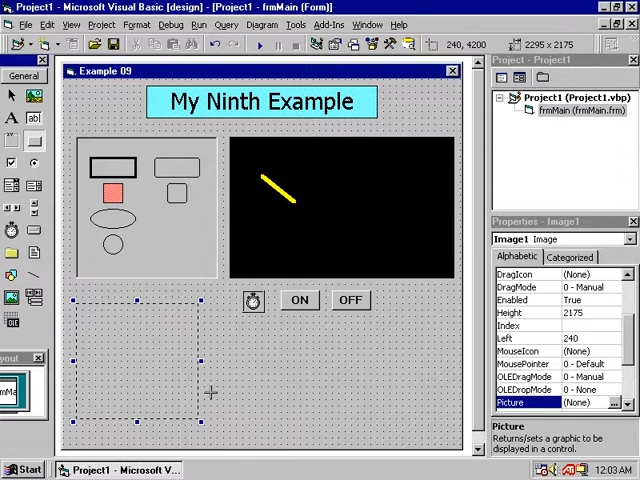 Project1 - Microsoft Visual Basic [design] - [Project1 - frmMain [Form]]
File Edit View Project Format Debug Run Query Diagram Tools Add-Ins Window Help
240, 4200 2295 x 2175
General
ayout
Example 09
My Ninth Example
ON OFF
Project - Project1
Project1 (Project1.vbp)
frmMain (frmMain.frm)
Properties - Image1
Image1 Image
Alphabetic Categorized
DragIcon (None)
DragMode 0 - Manual
Enabled True
Height 2175
Index
Left 240
MouseIcon (None)
MousePointer 0 - Default
OLEDragMode 0 - Manual
OLEDropMode 0 - None
Picture (None) ...
Picture
Returns/sets a graphic to be
displayed in a control.
Start Project1 - Microsoft V... 12:03 AM